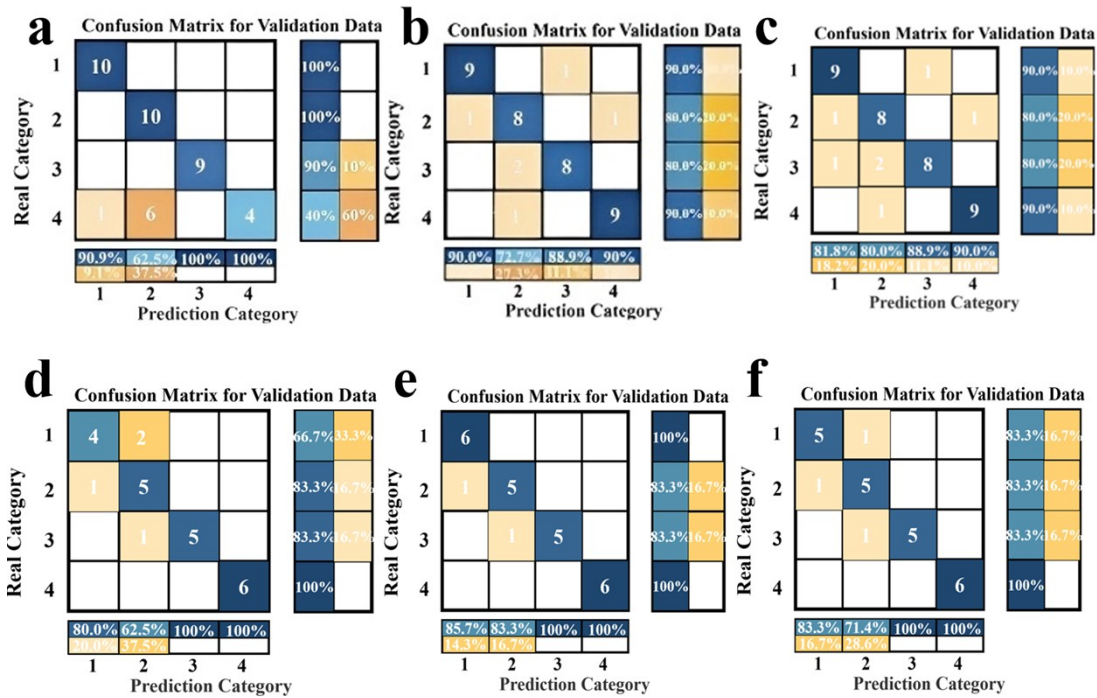 a
Confusion Matrix for Validation Data
Real Category
1 10 100%
2 10 100%
3 9 90% 10%
4 1 6 4 40% 60%
90.9% 62.5% 100% 100%
9.1% 37.5%
1 2 3 4
Prediction Category
b
Confusion Matrix for Validation Data
Real Category
1 9 1 90.0%
2 1 8 1 80.0% 20.0%
3 2 8 80.0% 20.0%
4 1 9 90.0% 10.0%
90.0% 72.7% 88.9% 90%
27.3% 11.1%
1 2 3 4
Prediction Category
c
Confusion Matrix for Validation Data
Real Category
1 9 1 90.0% 10.0%
2 1 8 1 80.0% 20.0%
3 1 2 8 80.0% 20.0%
4 1 9 90.0% 10.0%
81.8% 80.0% 88.9% 90.0%
18.2% 20.0% 11.1% 10.0%
1 2 3 4
Prediction Category
d
Confusion Matrix for Validation Data
Real Category
1 4 2 66.7% 33.3%
2 1 5 83.3% 16.7%
3 1 5 83.3% 16.7%
4 6 100%
80.0% 62.5% 100% 100%
20.0% 37.5%
1 2 3 4
Prediction Category
e
Confusion Matrix for Validation Data
Real Category
1 6 100%
2 1 5 83.3% 16.7%
3 1 5 83.3% 16.7%
4 6 100%
85.7% 83.3% 100% 100%
14.3% 16.7%
1 2 3 4
Prediction Category
f
Confusion Matrix for Validation Data
Real Category
1 5 1 83.3% 16.7%
2 1 5 83.3% 16.7%
3 1 5 83.3% 16.7%
4 6 100%
83.3% 71.4% 100% 100%
16.7% 28.6%
1 2 3 4
Prediction Category